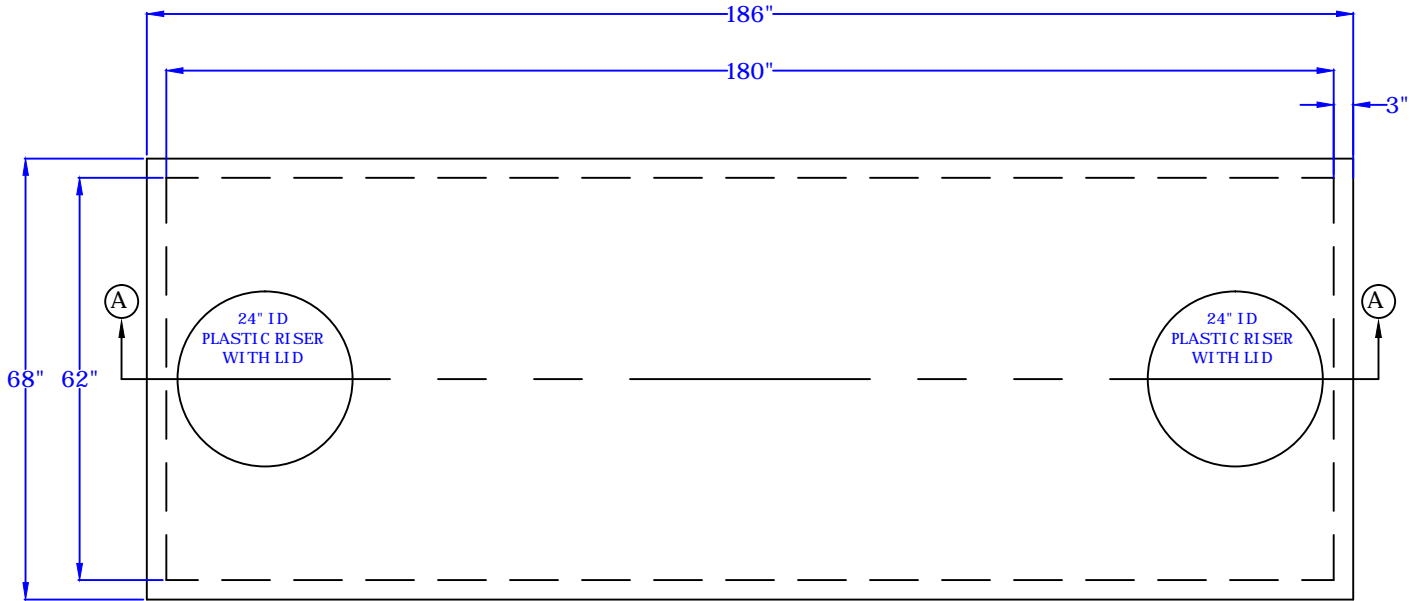 186"
180"
3"
A
A
24" ID
PLASTIC RISER
WITH LID
24" ID
PLASTIC RISER
WITH LID
68"
62"